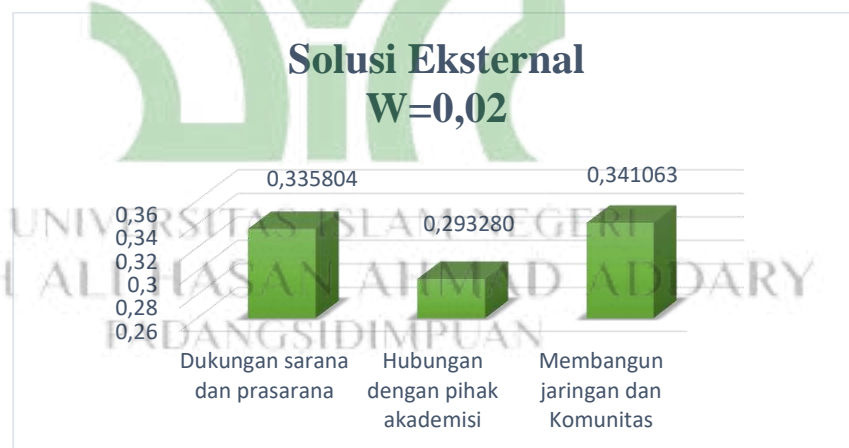 Solusi Eksternal
W=0,02
0,335804
0,293280
0,341063
0,36
0,34
0,32
0,3
0,28
0,26
UNIVERSITAS ISLAM NEGERI
ALI HASAN AHMAD ADDARY
PADANGSIDIMPUAN
Dukungan sarana
dan prasarana
Hubungan
dengan pihak
akademisi
Membangun
jaringan dan
Komunitas